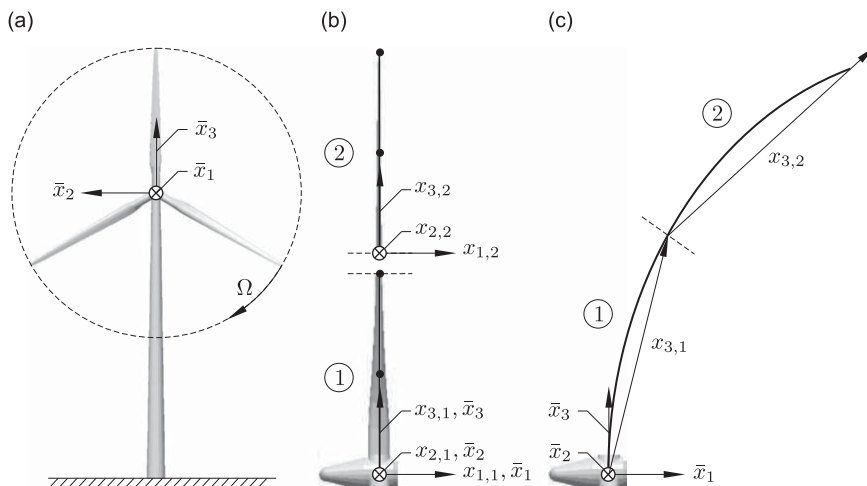 (a)
x̄₃
x̄₁
x̄₂
Ω
(b)
②
x₃,₂
x₂,₂
x₁,₂
①
x₃,₁, x̄₃
x₂,₁, x̄₂
x₁,₁, x̄₁
(c)
②
x₃,₂
①
x₃,₁
x̄₃
x̄₂
x̄₁